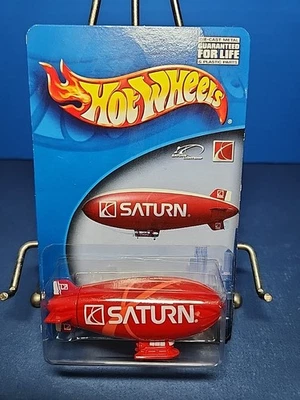 DIE-CAST METAL
GUARANTEED
FOR LIFE
& PLASTIC PARTS
HOT WHEELS
SATURN
SATURN